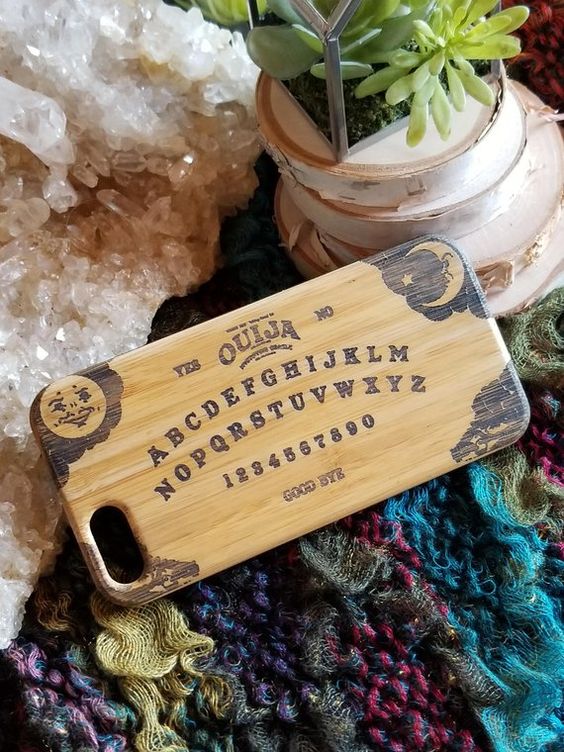 YES
OUIJA
NO
ABCDEFGHIJKLM
NOPQRSTUVWXYZ
1234567890
GOOD BYE